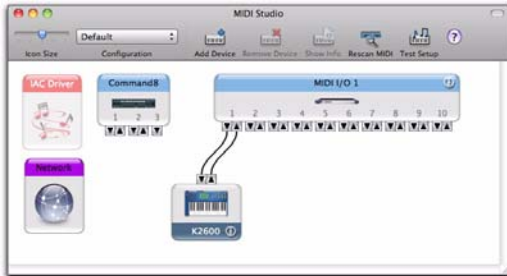 MIDI Studio
Default
Icon Size Configuration Add Device Remove Device Show Info Rescan MIDI Test Setup ?
IAC Driver Command8 MIDI I/O 1
1 2 3 1 2 3 4 5 6 7 8 9 10
Network
K2600